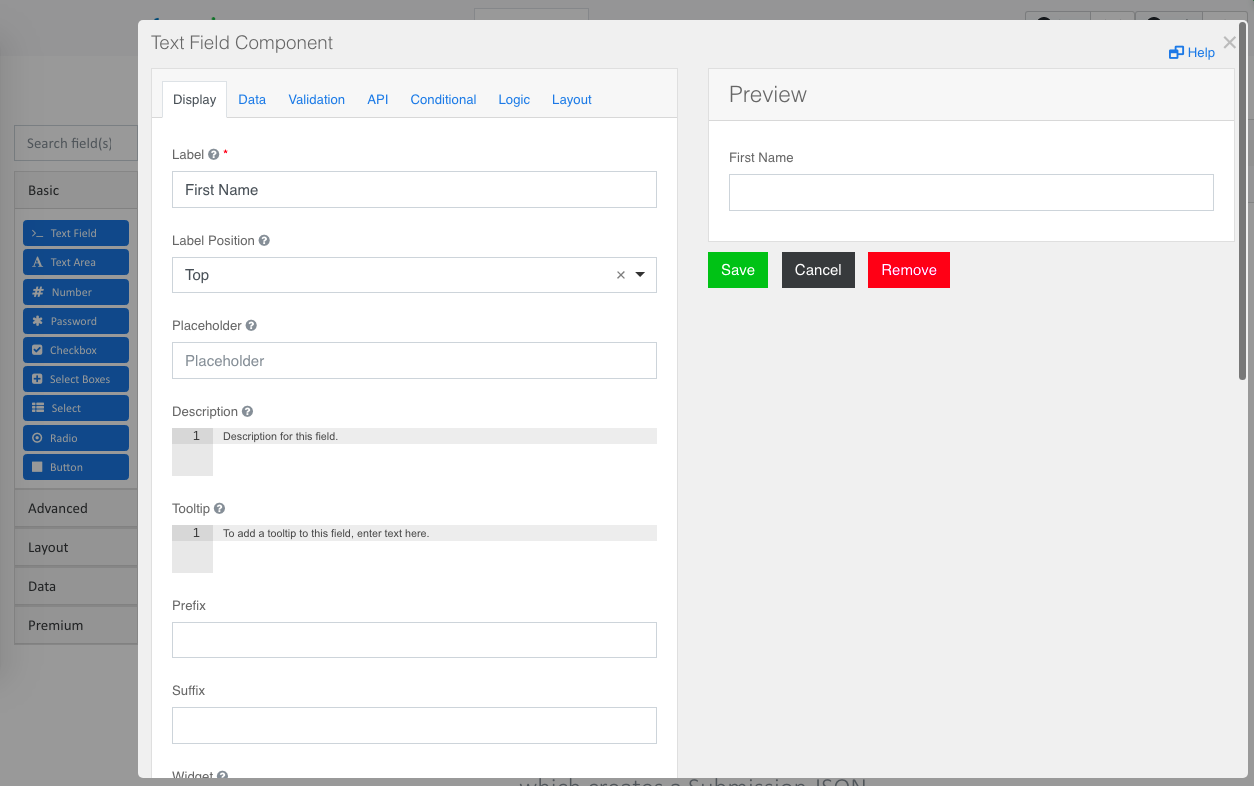 Text Field Component
Help
Display Data Validation API Conditional Logic Layout
Label *
First Name
Label Position
Top
Placeholder
Placeholder
Description
1 Description for this field.
Tooltip
1 To add a tooltip to this field, enter text here.
Prefix
Suffix
Widget
Preview
First Name
Save Cancel Remove
Search field(s)
Basic
Text Field
Text Area
Number
Password
Checkbox
Select Boxes
Select
Radio
Button
Advanced
Layout
Data
Premium
which creates a Submission JSON